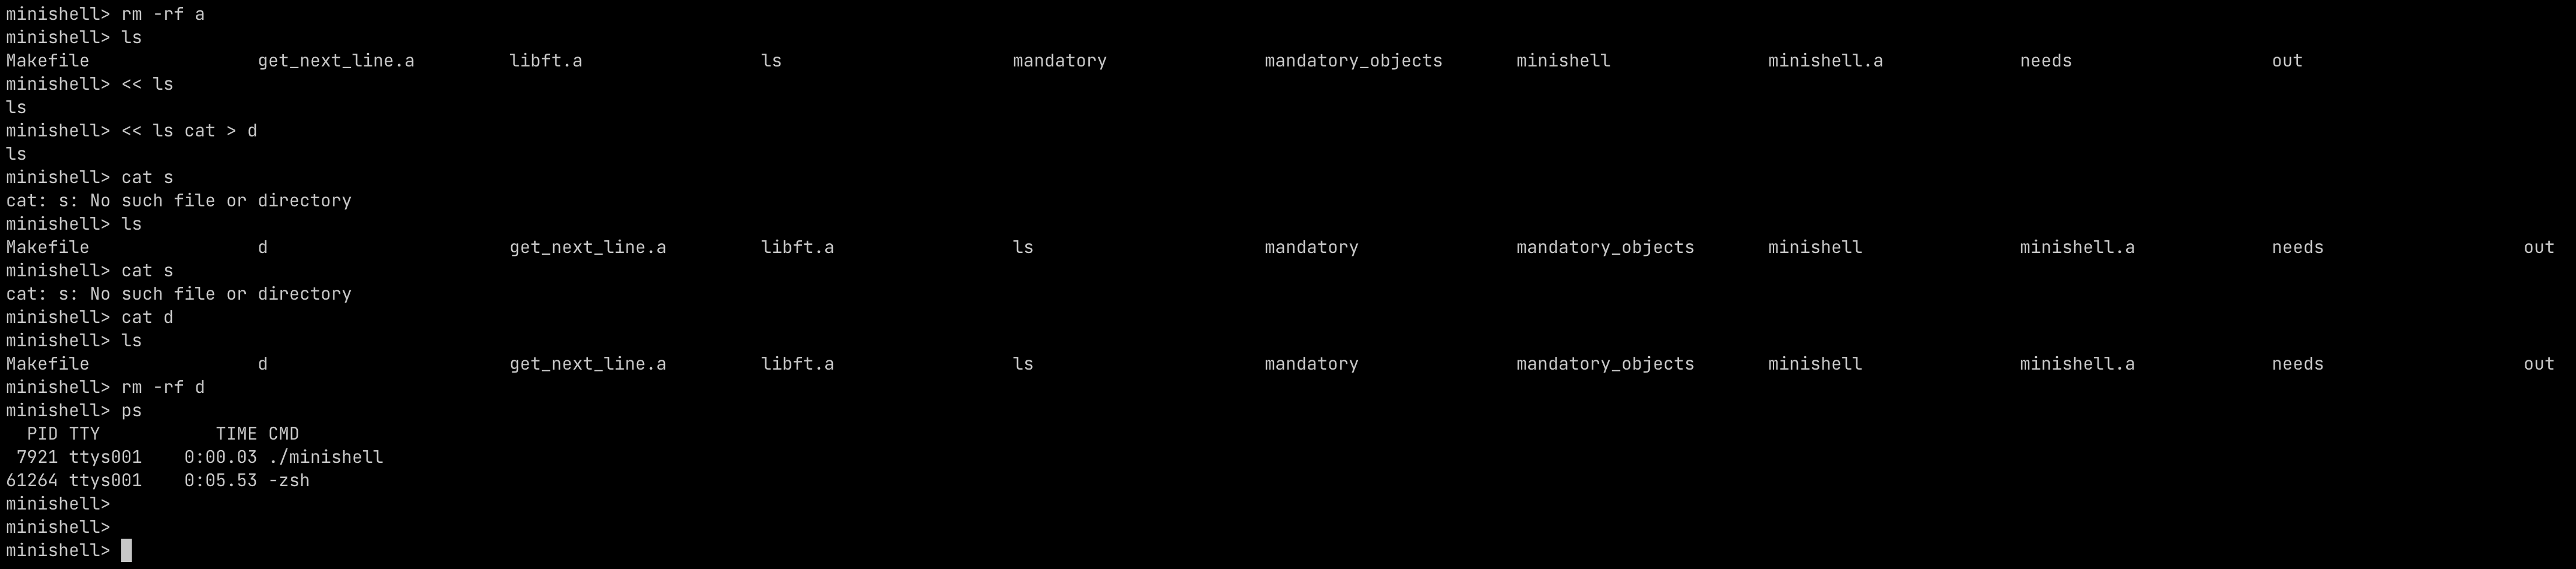 minishell> rm -rf a
minishell> ls
Makefile get_next_line.a libft.a ls mandatory mandatory_objects minishell minishell.a needs out
minishell> << ls
ls
minishell> << ls cat > d
ls
minishell> cat s
cat: s: No such file or directory
minishell> ls
Makefile d get_next_line.a libft.a ls mandatory mandatory_objects minishell minishell.a needs out
minishell> cat s
cat: s: No such file or directory
minishell> cat d
minishell> ls
Makefile d get_next_line.a libft.a ls mandatory mandatory_objects minishell minishell.a needs out
minishell> rm -rf d
minishell> ps
PID TTY TIME CMD
7921 ttys001 0:00.03 ./minishell
61264 ttys001 0:05.53 -zsh
minishell>
minishell>
minishell>